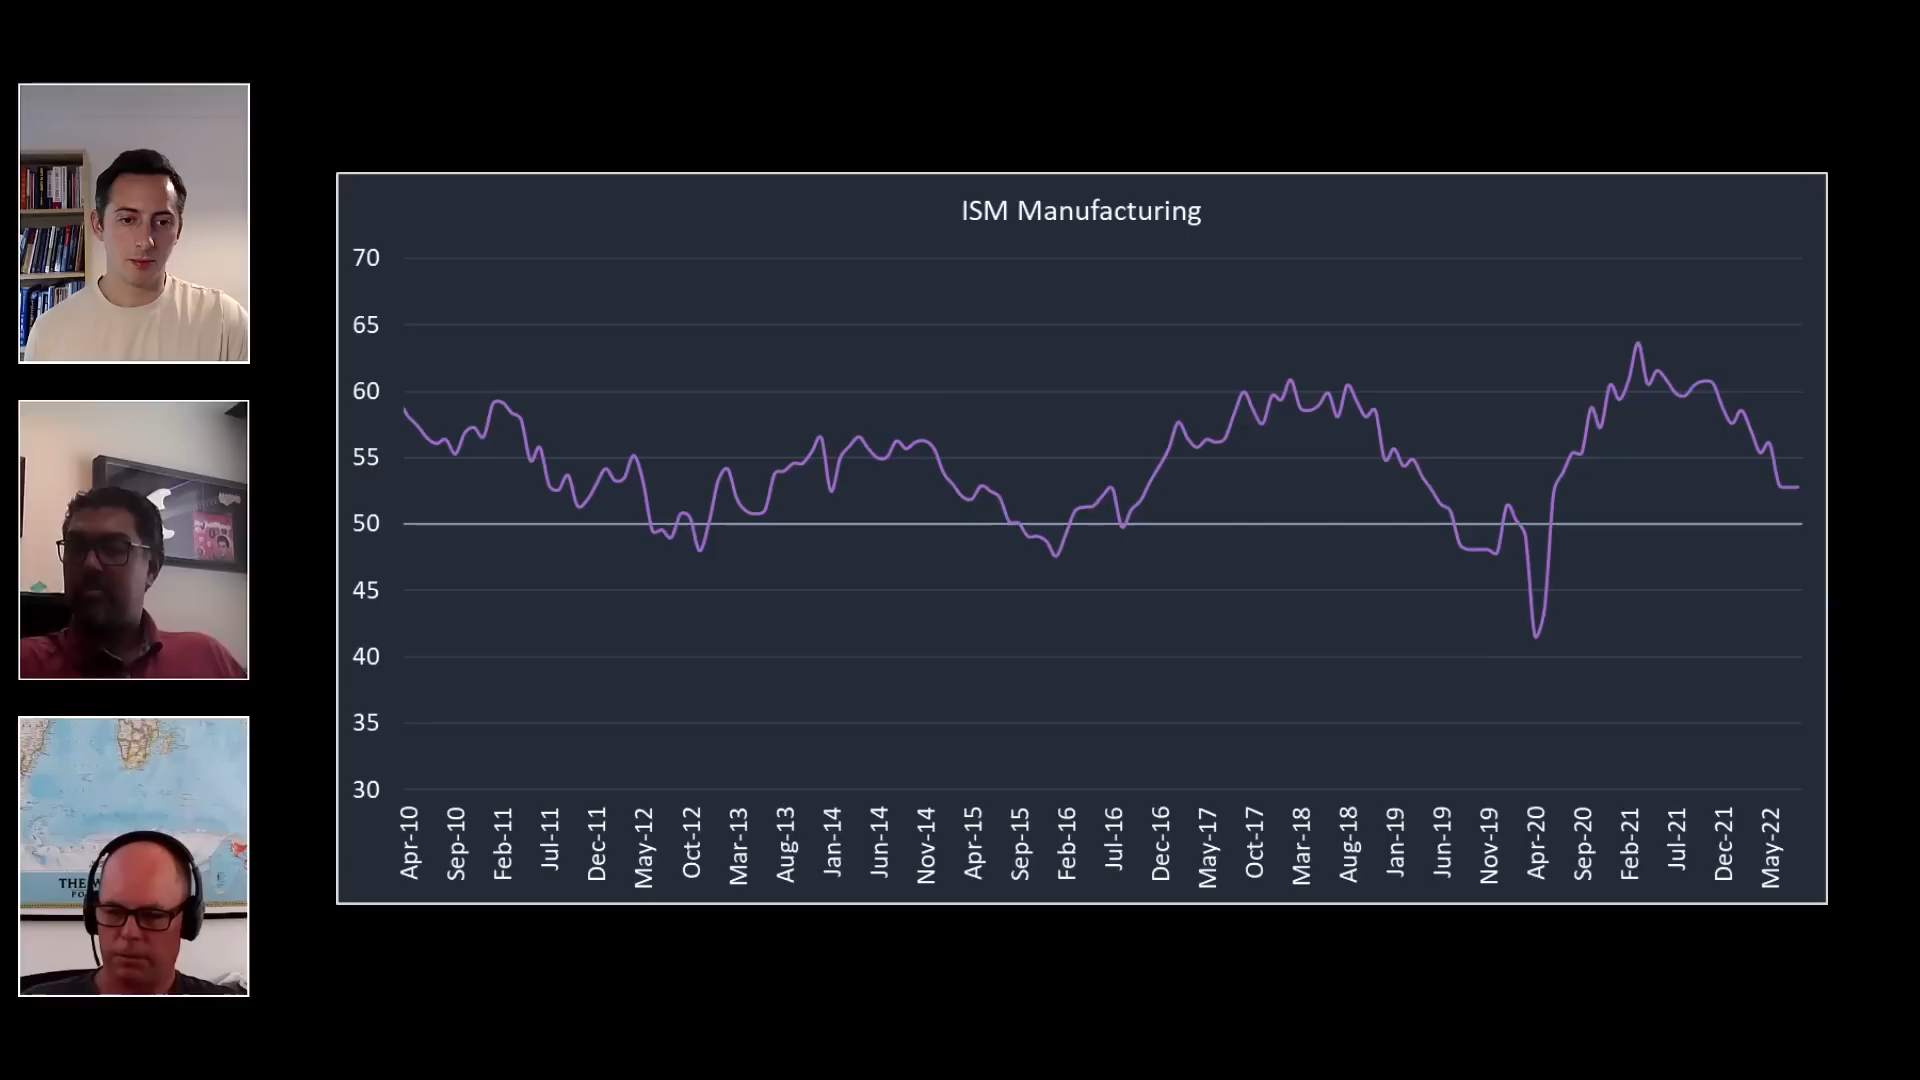 ISM Manufacturing
70
65
60
55
50
45
40
35
30
Apr-10
Sep-10
Feb-11
Jul-11
Dec-11
May-12
Oct-12
Mar-13
Aug-13
Jan-14
Jun-14
Nov-14
Apr-15
Sep-15
Feb-16
Jul-16
Dec-16
May-17
Oct-17
Mar-18
Aug-18
Jan-19
Jun-19
Nov-19
Apr-20
Sep-20
Feb-21
Jul-21
Dec-21
May-22
THE